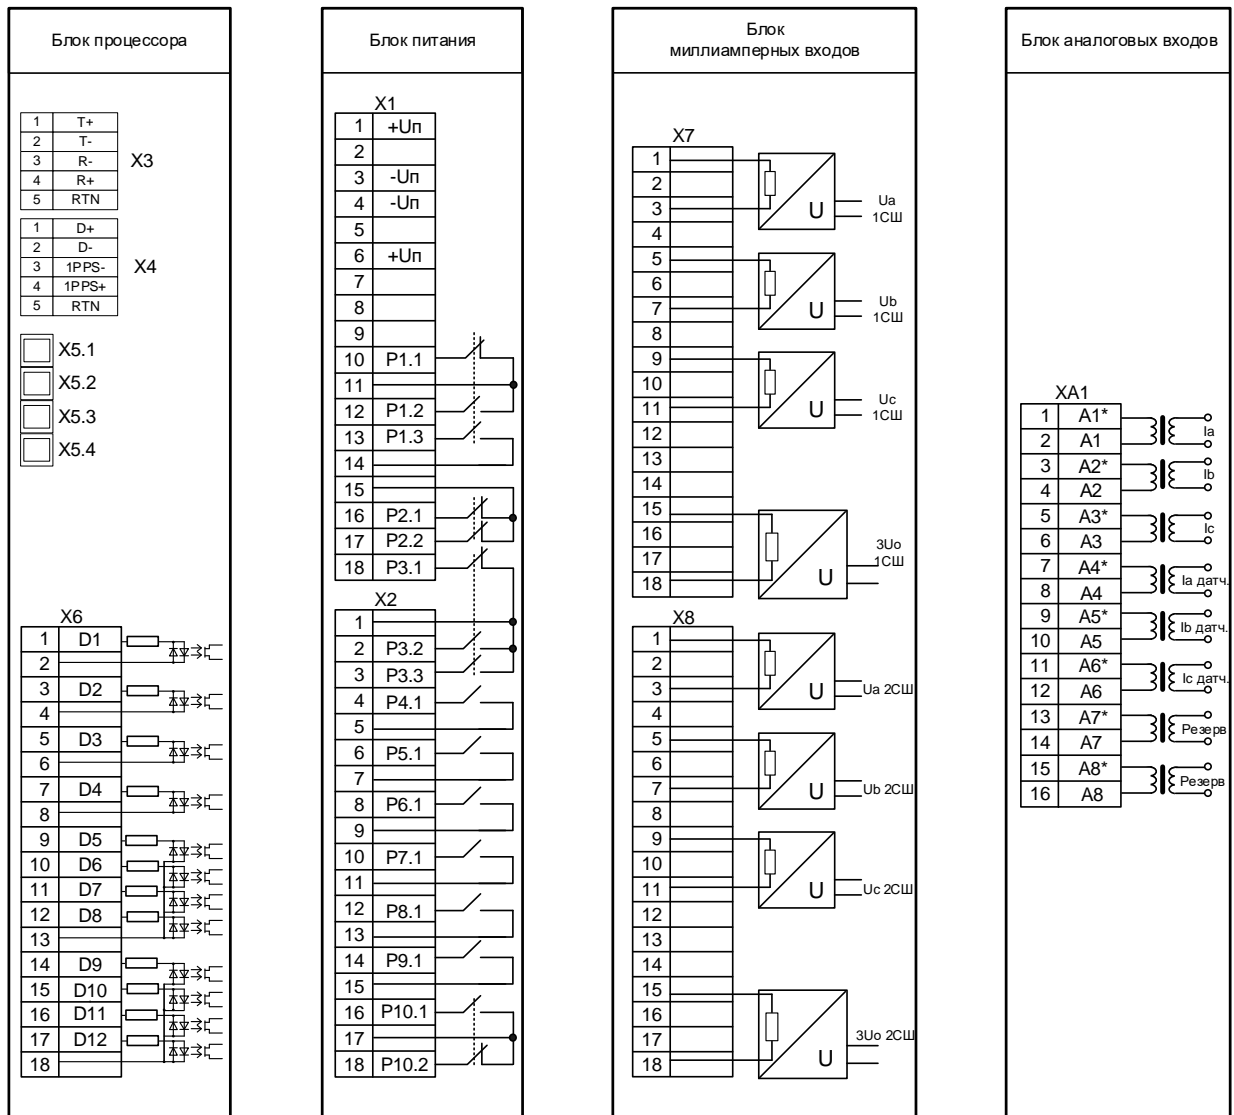 Блок процессора
1 T+
2 T-
3 R-
4 R+
5 RTN
X3
1 D+
2 D-
3 1PPS-
4 1PPS+
5 RTN
X4
X5.1
X5.2
X5.3
X5.4
X6
1 D1
2
3 D2
4
5 D3
6
7 D4
8
9 D5
10 D6
11 D7
12 D8
13
14 D9
15 D10
16 D11
17 D12
18
Блок питания
X1
1 +Uп
2
3 -Uп
4 -Uп
5
6 +Uп
7
8
9
10 P1.1
11
12 P1.2
13 P1.3
14
15
16 P2.1
17 P2.2
18 P3.1
X2
1
2 P3.2
3 P3.3
4 P4.1
5
6 P5.1
7
8 P6.1
9
10 P7.1
11
12 P8.1
13
14 P9.1
15
16 P10.1
17
18 P10.2
Блок
миллиамперных входов
X7
1
2
3
4
5
6
7
8
9
10
11
12
13
14
15
16
17
18
U
Ua
1СШ
U
Ub
1СШ
U
Uc
1СШ
U
3Uo
1СШ
X8
1
2
3
4
5
6
7
8
9
10
11
12
13
14
15
16
17
18
U
Ua 2СШ
U
Ub 2СШ
U
Uc 2СШ
U
3Uo 2СШ
Блок аналоговых входов
XA1
1 A1*
2 A1
Ia
3 A2*
4 A2
Ib
5 A3*
6 A3
Ic
7 A4*
8 A4
Ia датч.
9 A5*
10 A5
Ib датч.
11 A6*
12 A6
Ic датч.
13 A7*
14 A7
Резерв
15 A8*
16 A8
Резерв